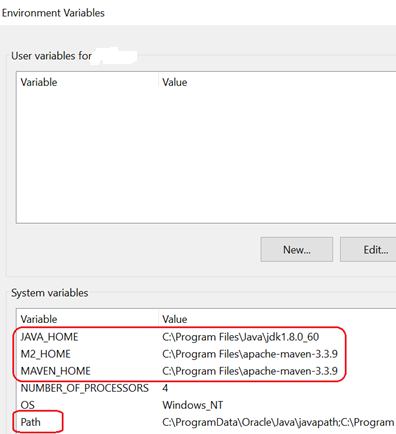 Environment Variables
User variables for
Variable Value
New... Edit...
System variables
Variable Value
JAVA_HOME C:\Program Files\Java\jdk1.8.0_60
M2_HOME C:\Program Files\apache-maven-3.3.9
MAVEN_HOME C:\Program Files\apache-maven-3.3.9
NUMBER_OF_PROCESSORS 4
OS Windows_NT
Path C:\ProgramData\Oracle\Java\javapath;C:\Program